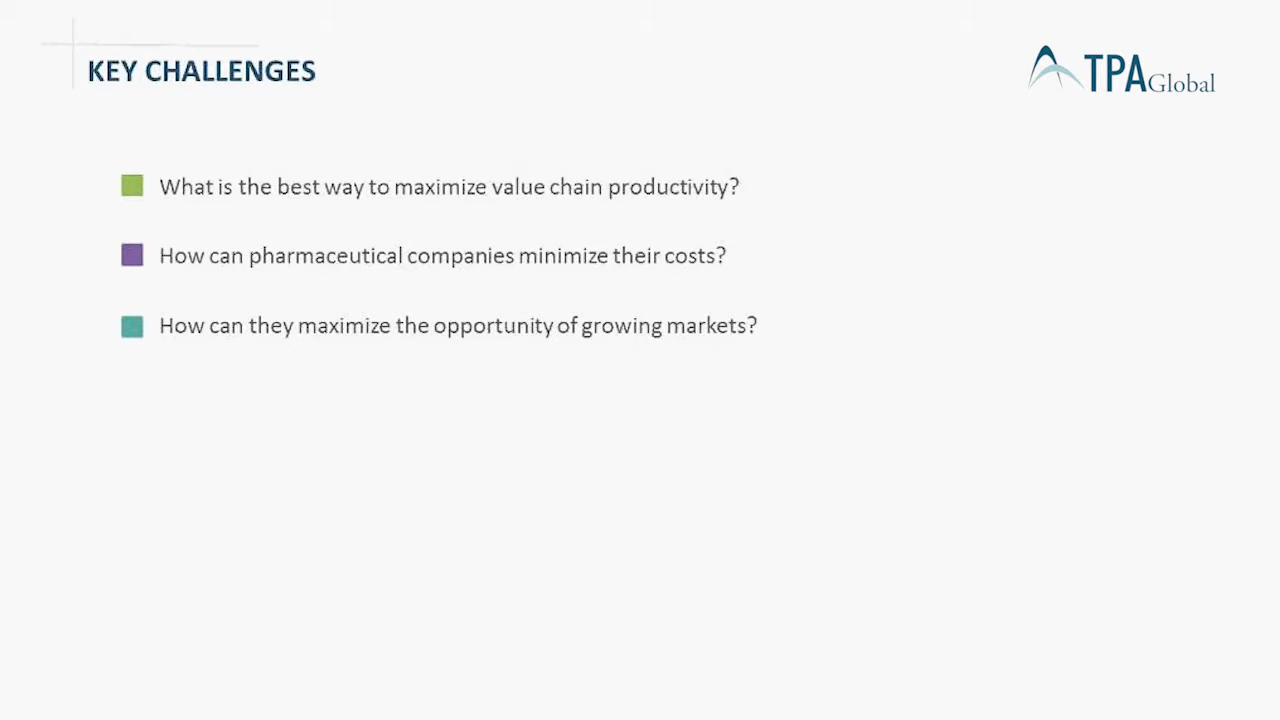 KEY CHALLENGES
TPA Global
What is the best way to maximize value chain productivity?
How can pharmaceutical companies minimize their costs?
How can they maximize the opportunity of growing markets?